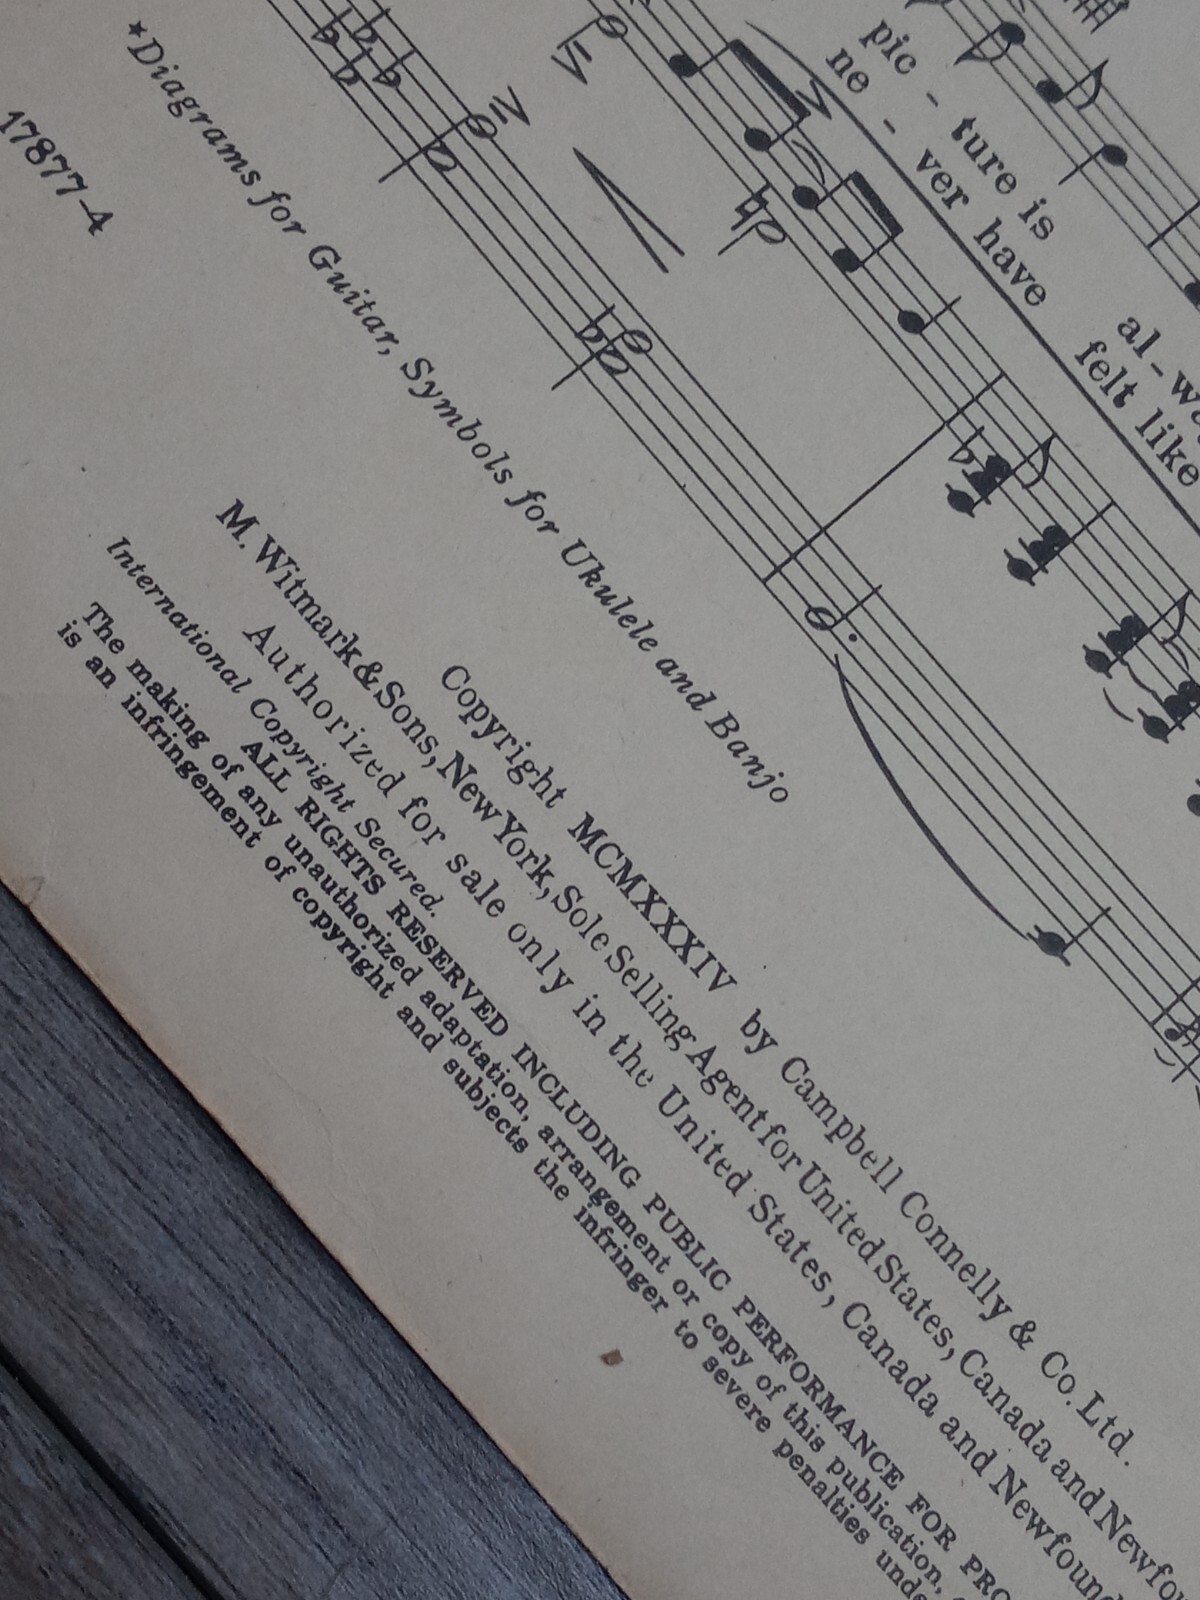 pic - ture is al - wa
ne - ver have felt like
*Diagrams for Guitar, Symbols for Ukulele and Banjo
17877-4
Copyright MCMXXXIV by Campbell Connelly & Co. Ltd.
M. Witmark & Sons, New York, Sole Selling Agent for United States, Canada and Newfou
Authorized for sale only in the United States, Canada and Newfound
International Copyright Secured.
ALL RIGHTS RESERVED INCLUDING PUBLIC PERFORMANCE FOR PRO
The making of any unauthorized adaptation, arrangement or copy of this publication,
is an infringement of copyright and subjects the infringer to severe penalties unde